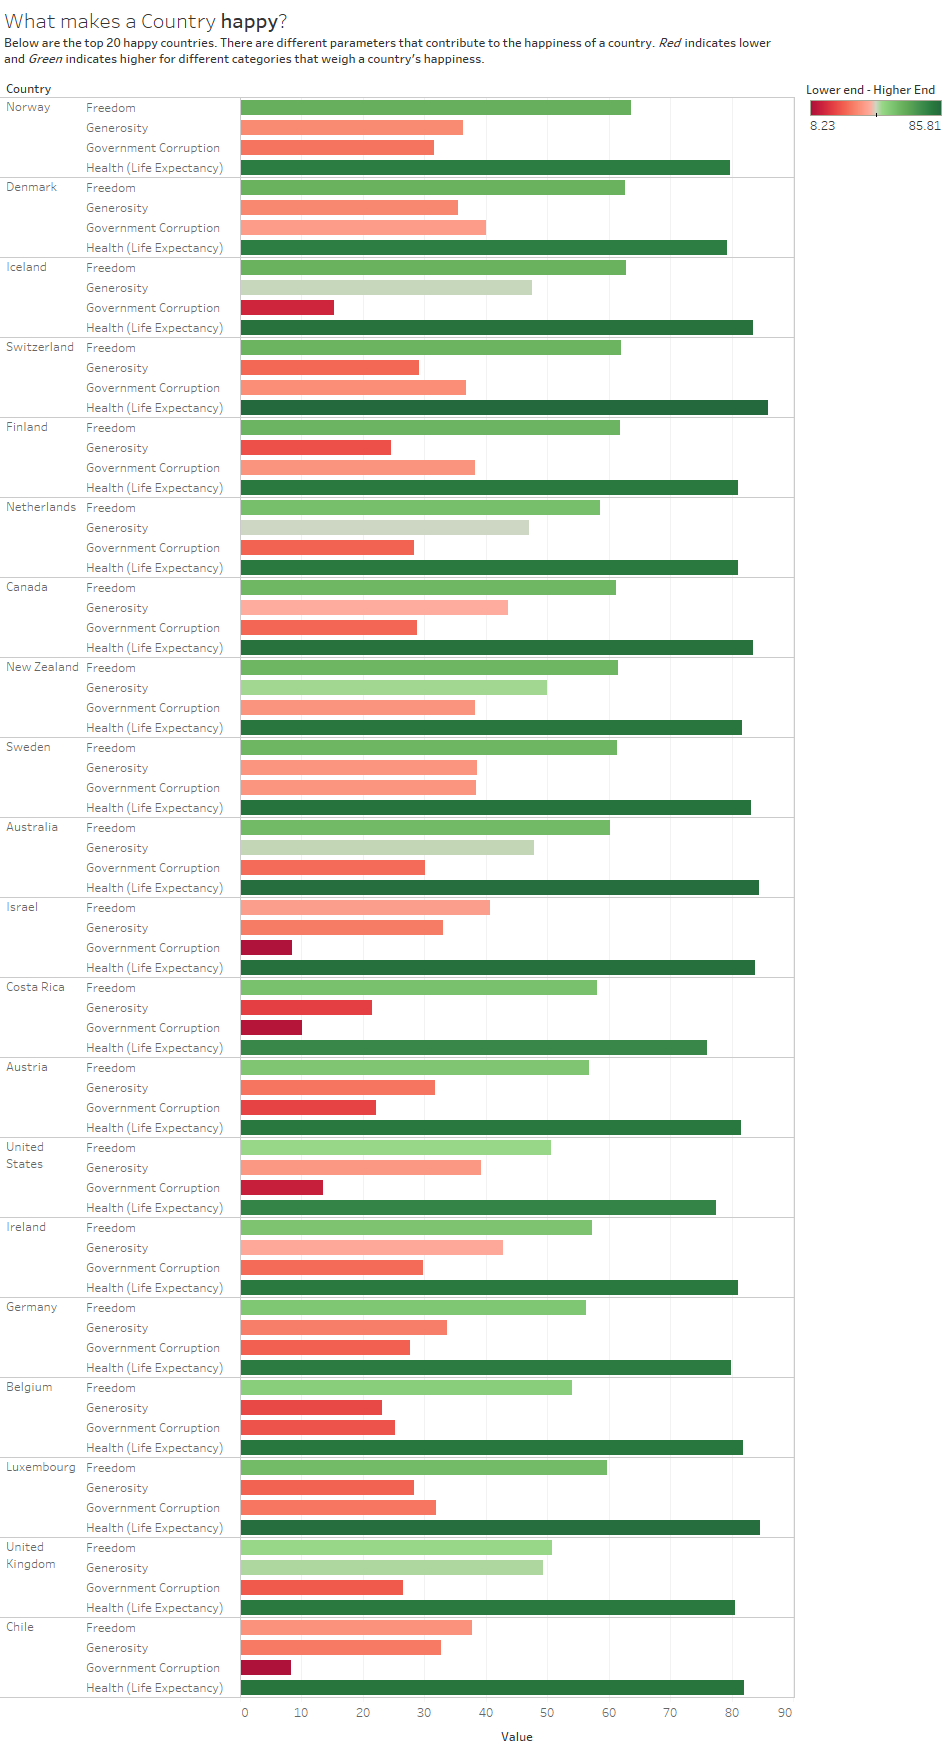 What makes a Country happy?
Below are the top 20 happy countries. There are different parameters that contribute to the happiness of a country. Red indicates lower
and Green indicates higher for different categories that weigh a country's happiness.
Country
Lower end - Higher End
8.23 85.81
Norway Freedom
Generosity
Government Corruption
Health (Life Expectancy)
Denmark Freedom
Generosity
Government Corruption
Health (Life Expectancy)
Iceland Freedom
Generosity
Government Corruption
Health (Life Expectancy)
Switzerland Freedom
Generosity
Government Corruption
Health (Life Expectancy)
Finland Freedom
Generosity
Government Corruption
Health (Life Expectancy)
Netherlands Freedom
Generosity
Government Corruption
Health (Life Expectancy)
Canada Freedom
Generosity
Government Corruption
Health (Life Expectancy)
New Zealand Freedom
Generosity
Government Corruption
Health (Life Expectancy)
Sweden Freedom
Generosity
Government Corruption
Health (Life Expectancy)
Australia Freedom
Generosity
Government Corruption
Health (Life Expectancy)
Israel Freedom
Generosity
Government Corruption
Health (Life Expectancy)
Costa Rica Freedom
Generosity
Government Corruption
Health (Life Expectancy)
Austria Freedom
Generosity
Government Corruption
Health (Life Expectancy)
United
States
Freedom
Generosity
Government Corruption
Health (Life Expectancy)
Ireland Freedom
Generosity
Government Corruption
Health (Life Expectancy)
Germany Freedom
Generosity
Government Corruption
Health (Life Expectancy)
Belgium Freedom
Generosity
Government Corruption
Health (Life Expectancy)
Luxembourg Freedom
Generosity
Government Corruption
Health (Life Expectancy)
United
Kingdom
Freedom
Generosity
Government Corruption
Health (Life Expectancy)
Chile Freedom
Generosity
Government Corruption
Health (Life Expectancy)
0 10 20 30 40 50 60 70 80 90
Value